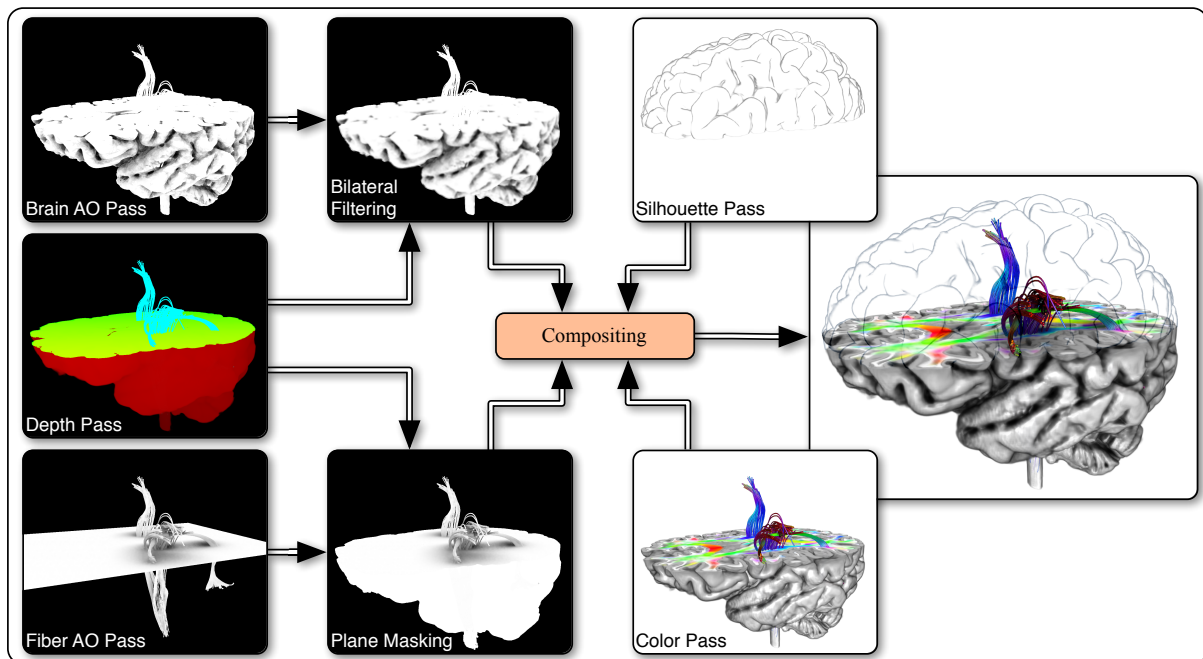 Brain AO Pass
Bilateral
Filtering
Silhouette Pass
Depth Pass
Compositing
Fiber AO Pass
Plane Masking
Color Pass